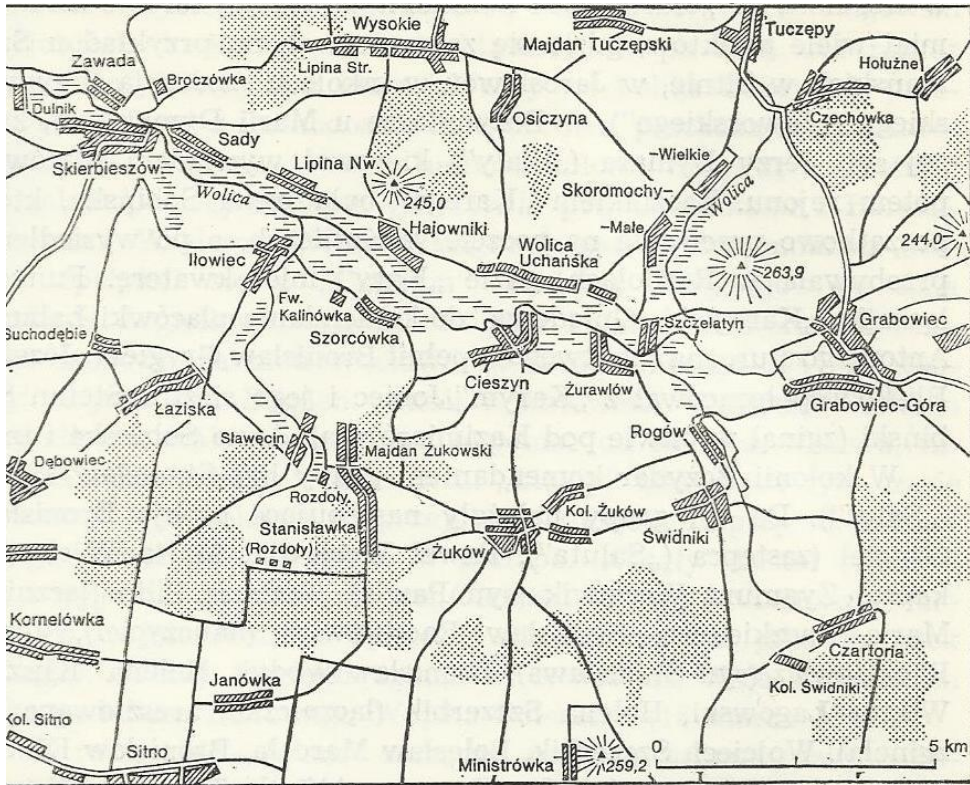 Wysokie
Majdan Tuczępski
Tuczępy
Zawada
Broczówka
Lipina Str.
Hołużne
Dulnik
Osiczyna
Czechówka
Sady
Skierbieszów
Lipina Nw.
Wielkie
Wolica
245,0
Skoromochy
Wolica
Hajowniki
Małe
244,0
Wolica
Uchańska
263,9
Iłowiec
Fw.
Kalinówka
Szczelatyn
Grabowiec
Suchodębie
Szorcówka
Cieszyn
Żurawlów
Grabowiec-Góra
Łaziska
Sławęcin
Majdan Żukowski
Rogów
Dębowiec
Rozdoły
Kol. Żuków
Stanisławka
(Rozdoły)
Żuków
Świdniki
Kornelówka
Czartoria
Janówka
Kol. Świdniki
Kol. Sitno
Sitno
Ministrówka
259,2
0
5 km